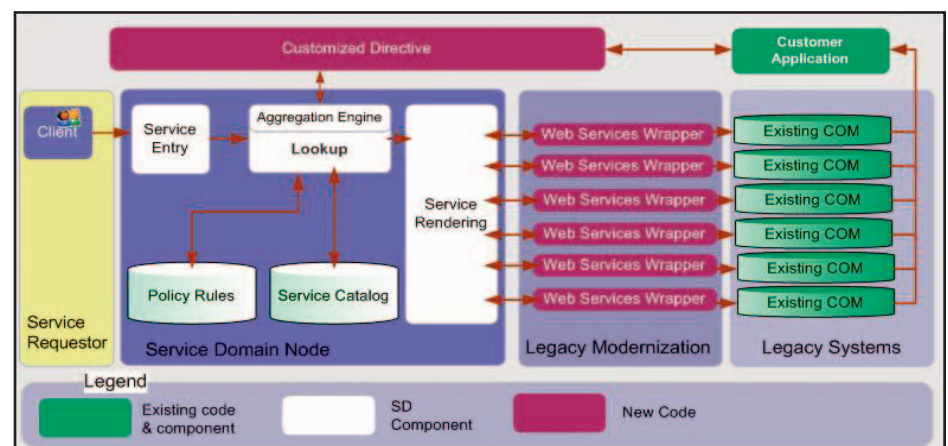 Customized Directive
Customer
Application
Client
Service
Entry
Aggregation Engine
Lookup
Service
Rendering
Policy Rules
Service Catalog
Service
Requestor
Service Domain Node
Web Services Wrapper
Web Services Wrapper
Web Services Wrapper
Web Services Wrapper
Web Services Wrapper
Web Services Wrapper
Legacy Modernization
Existing COM
Existing COM
Existing COM
Existing COM
Existing COM
Existing COM
Legacy Systems
Legend
Existing code
& component
SD
Component
New Code